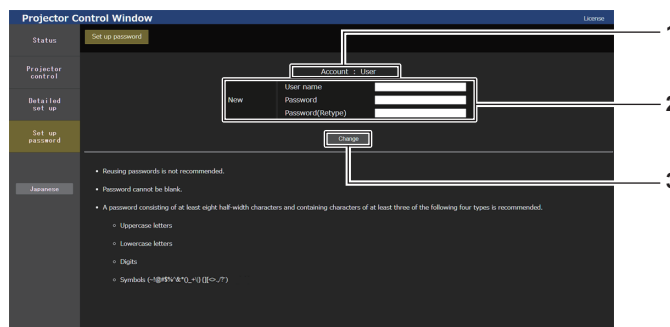 Projector Control Window
License
Status
Set up password
1
Projector
control
Account : User
User name
New
Password
Password(Retype)
2
Detailed
set up
Set up
password
Change
3
Japanese
• Reusing passwords is not recommended.
• Password cannot be blank.
• A password consisting of at least eight half-width characters and containing characters of at least three of the following four types is recommended.
○ Uppercase letters
○ Lowercase letters
○ Digits
○ Symbols